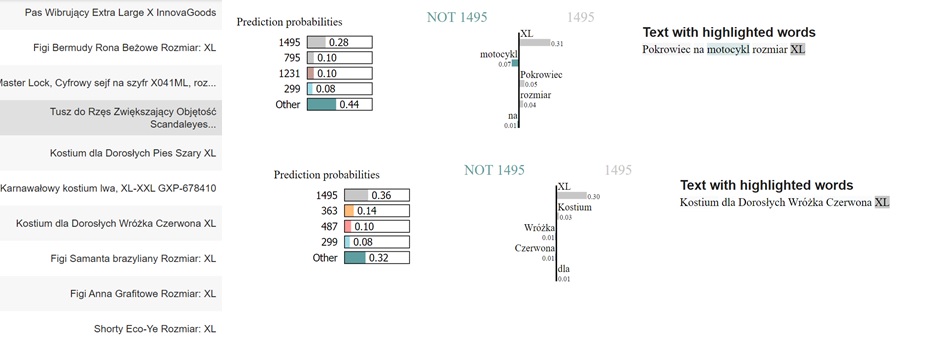 Pas Wibrujący Extra Large X InnovaGoods
Figi Bermudy Rona Beżowe Rozmiar: XL
Master Lock, Cyfrowy sejf na szyfr X041ML, roz...
Tusz do Rzęs Zwiększający Objętość
Scandaleyes...
Kostium dla Dorosłych Pies Szary XL
Karnawałowy kostium lwa, XL-XXL GXP-678410
Kostium dla Dorosłych Wróżka Czerwona XL
Figi Samanta brazyliany Rozmiar: XL
Figi Anna Grafitowe Rozmiar: XL
Shorty Eco-Ye Rozmiar: XL
Prediction probabilities
1495 0.28
795 0.10
1231 0.10
299 0.08
Other 0.44
NOT 1495 1495
XL
0.31
motocykl
0.07
Pokrowiec
0.05
rozmiar
0.04
na
0.01
Text with highlighted words
Pokrowiec na motocykl rozmiar XL
Prediction probabilities
1495 0.36
363 0.14
487 0.10
299 0.08
Other 0.32
NOT 1495 1495
XL
0.30
Kostium
0.03
Wróżka
0.01
Czerwona
0.01
dla
0.01
Text with highlighted words
Kostium dla Dorosłych Wróżka Czerwona XL